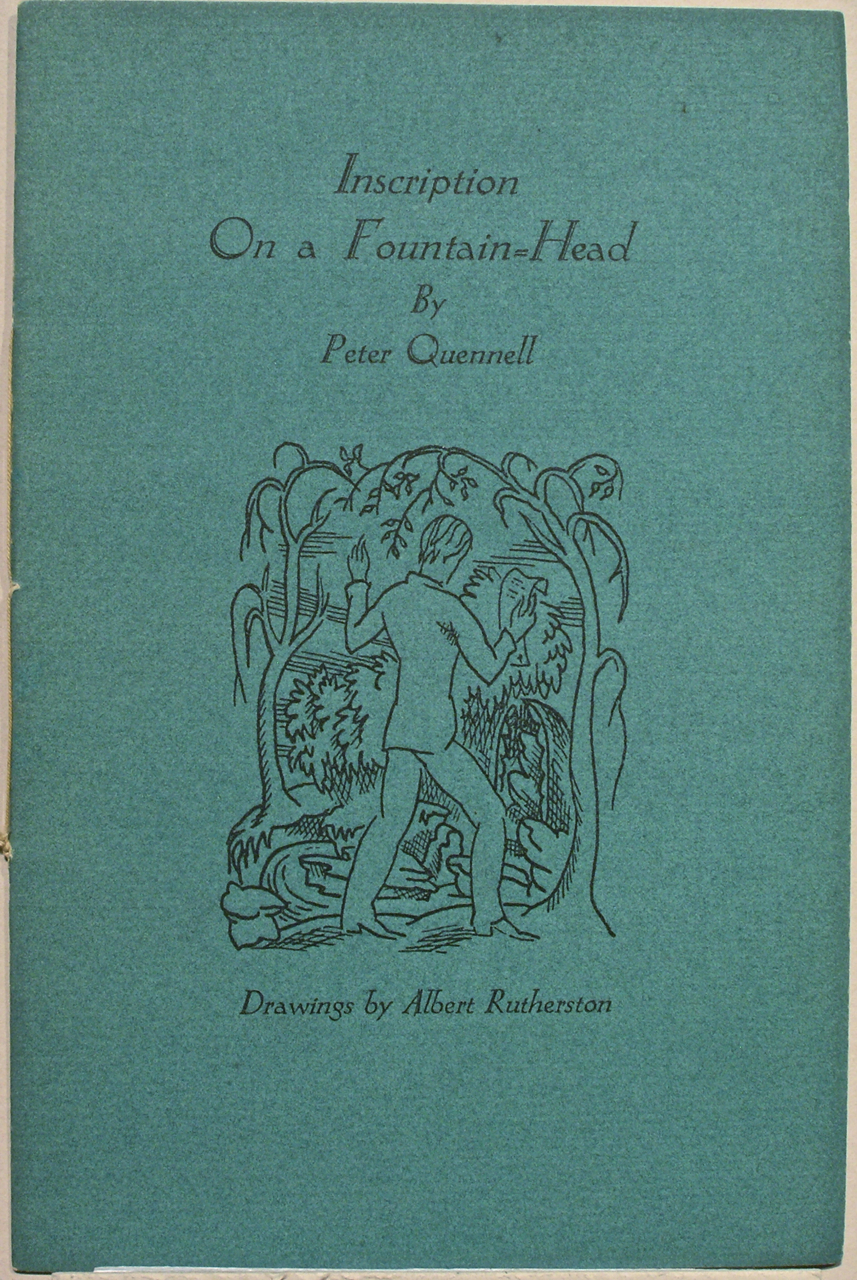 Inscription
On a Fountain=Head
By
Peter Quennell
Drawings by Albert Rutherston